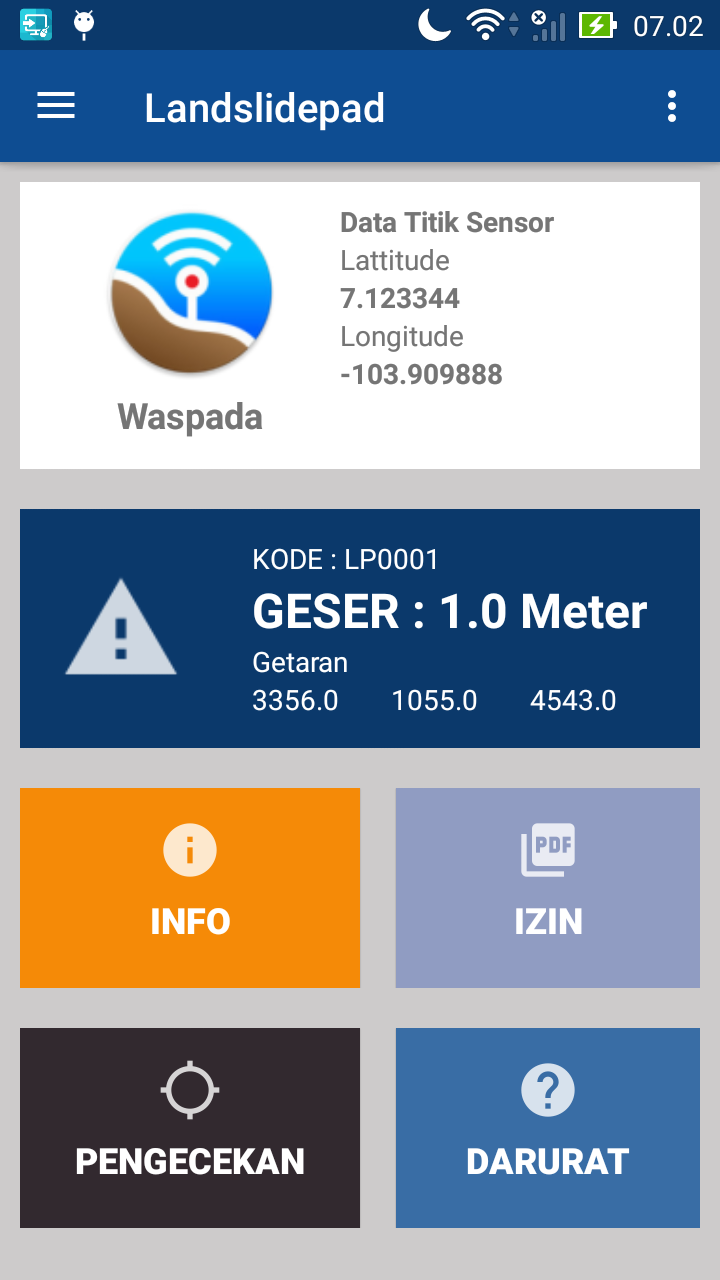 07.02
Landslidepad
Data Titik Sensor
Lattitude
7.123344
Longitude
-103.909888
Waspada
KODE : LP0001
GESER : 1.0 Meter
Getaran
3356.0 1055.0 4543.0
INFO
PDF
IZIN
PENGECEKAN
DARURAT